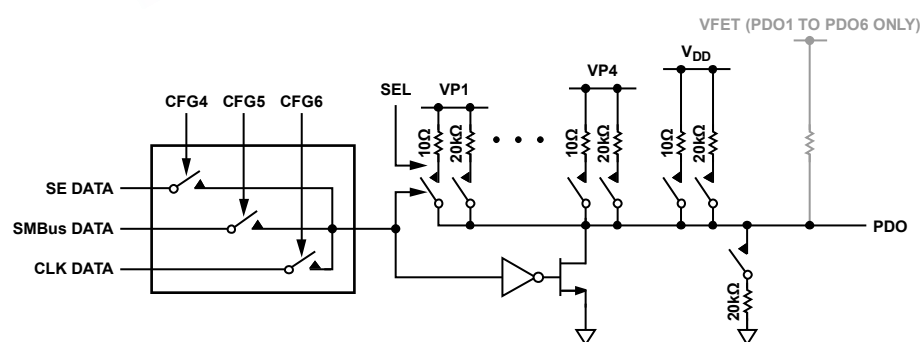 VFET (PDO1 TO PDO6 ONLY)
VDD
VP4
SEL
VP1
CFG4 CFG5 CFG6
10Ω
20kΩ
10Ω
20kΩ
10Ω
20kΩ
SE DATA
SMBus DATA
PDO
CLK DATA
20kΩ